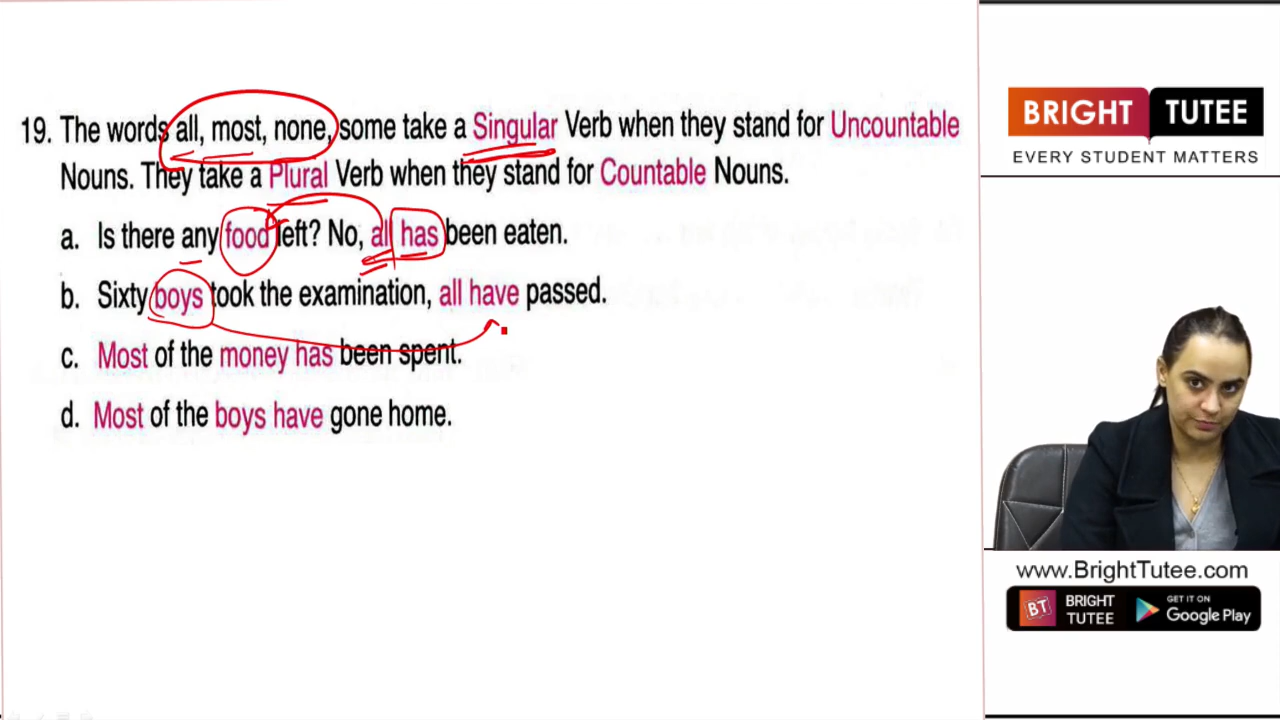 19. The words all, most, none, some take a Singular Verb when they stand for Uncountable
Nouns. They take a Plural Verb when they stand for Countable Nouns.
a. Is there any food left? No, all has been eaten.
b. Sixty boys took the examination, all have passed.
c. Most of the money has been spent.
d. Most of the boys have gone home.
BRIGHT TUTEE
EVERY STUDENT MATTERS
www.BrightTutee.com
BT
BRIGHT
TUTEE
GET IT ON
Google Play